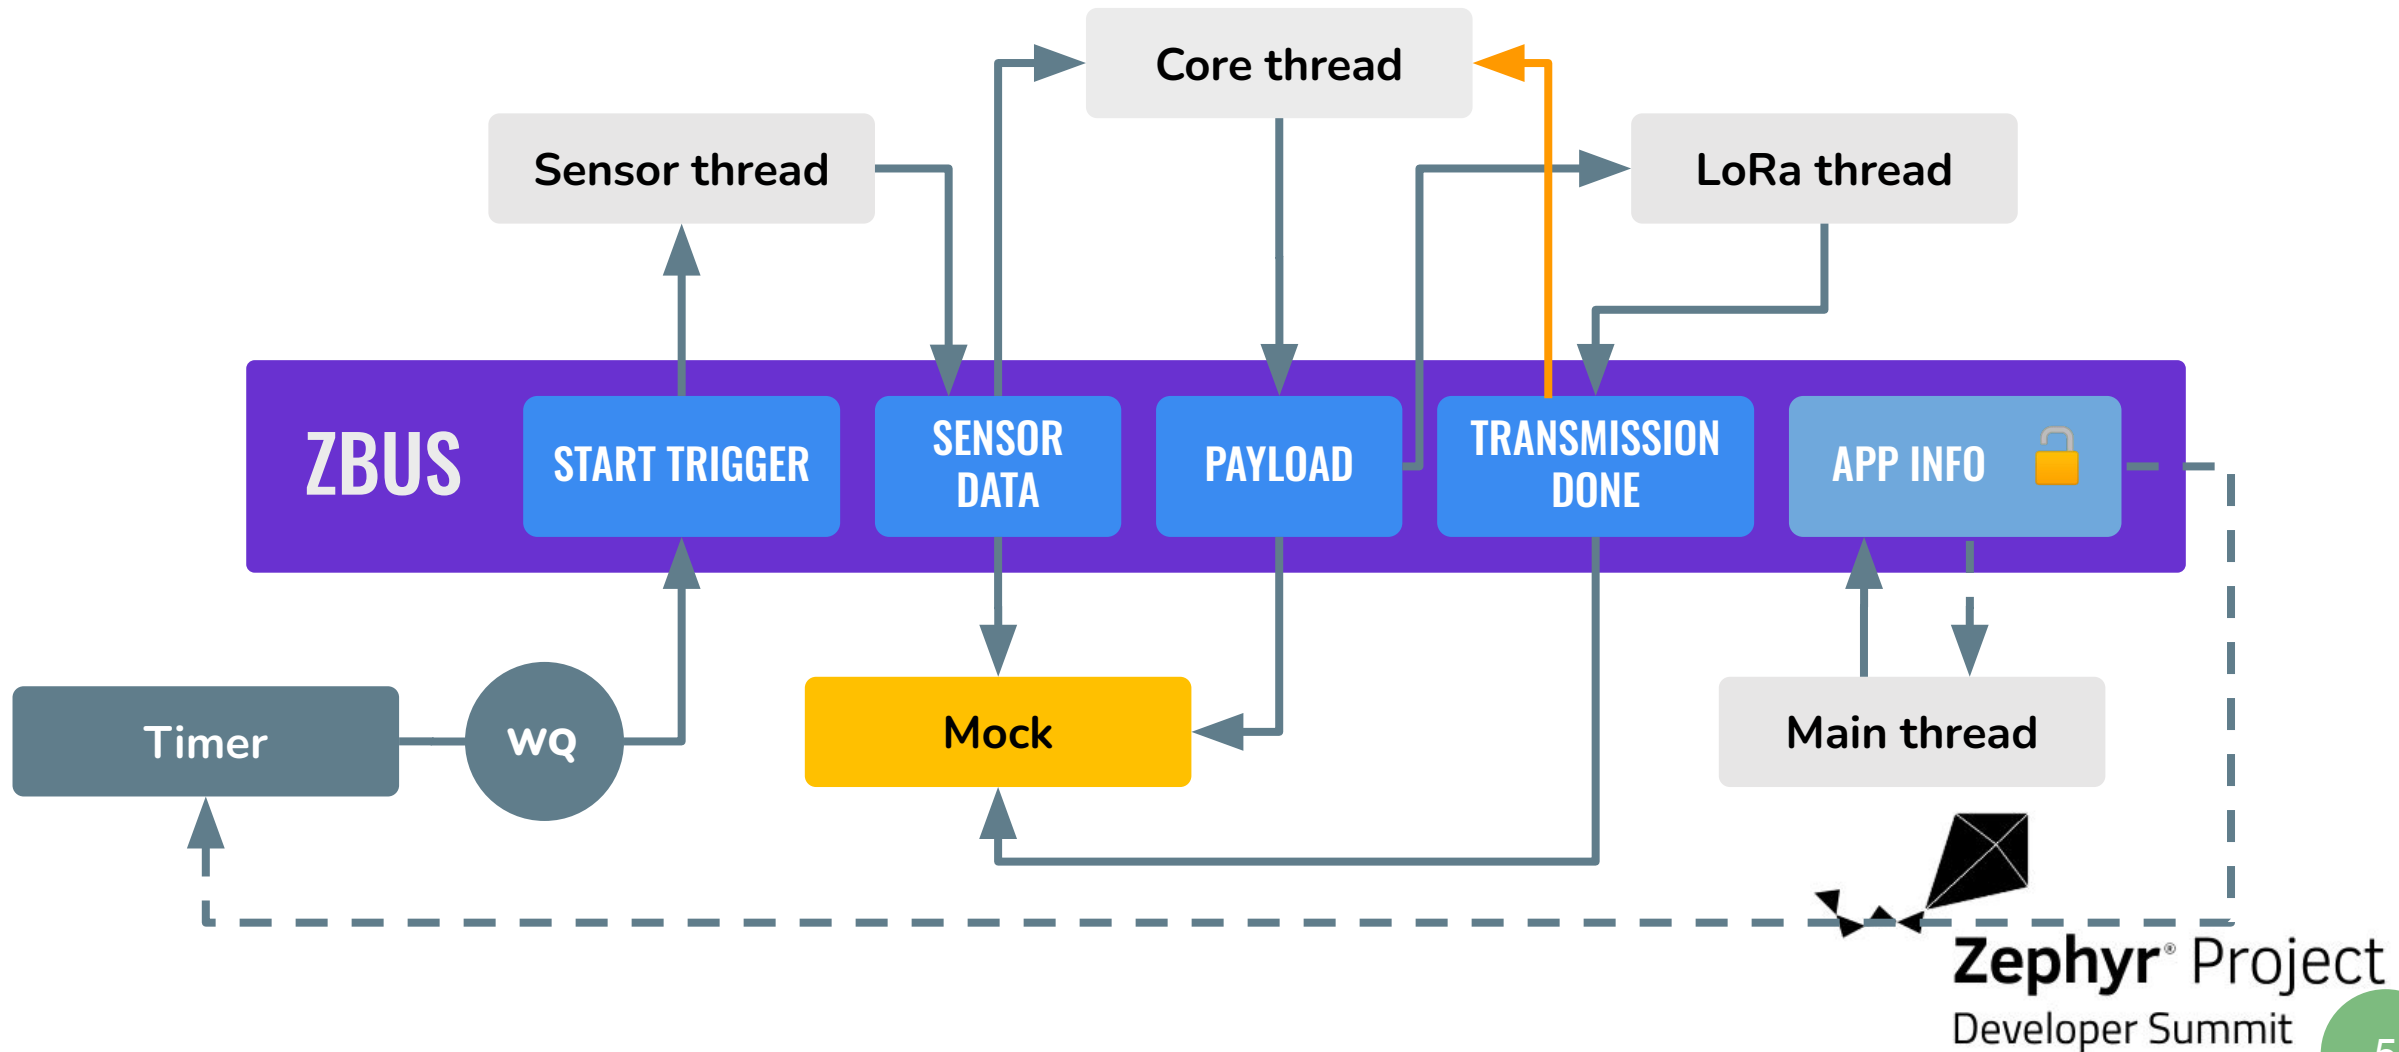 Core thread
Sensor thread
LoRa thread
ZBUS
START TRIGGER
SENSOR
DATA
PAYLOAD
TRANSMISSION
DONE
APP INFO
Timer
WQ
Mock
Main thread
Zephyr® Project
Developer Summit